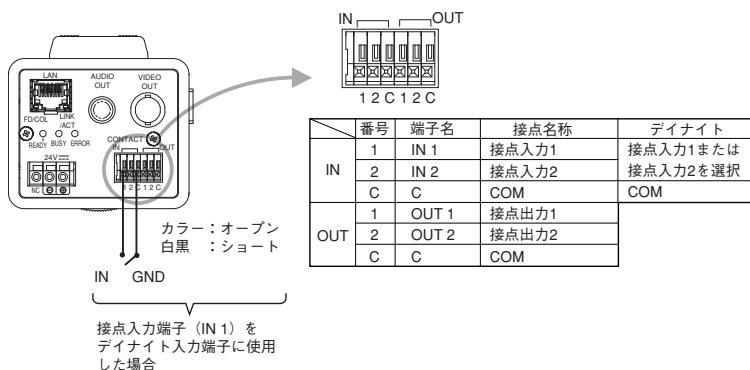 IN OUT
1 2 C 1 2 C
LAN
AUDIO
OUT
VIDEO
OUT
FD/COL
LINK
/ACT
READY BUSY ERROR
CONTACT
IN OUT
24V
NC
1 2 C 1 2 C
カラー：オープン
白黒　：ショート
IN GND
接点入力端子（IN 1）を
デイナイト入力端子に使用
した場合
番号 端子名 接点名称 デイナイト
IN
1 IN 1 接点入力1 接点入力1または
2 IN 2 接点入力2 接点入力2を選択
C C COM COM
OUT
1 OUT 1 接点出力1
2 OUT 2 接点出力2
C C COM